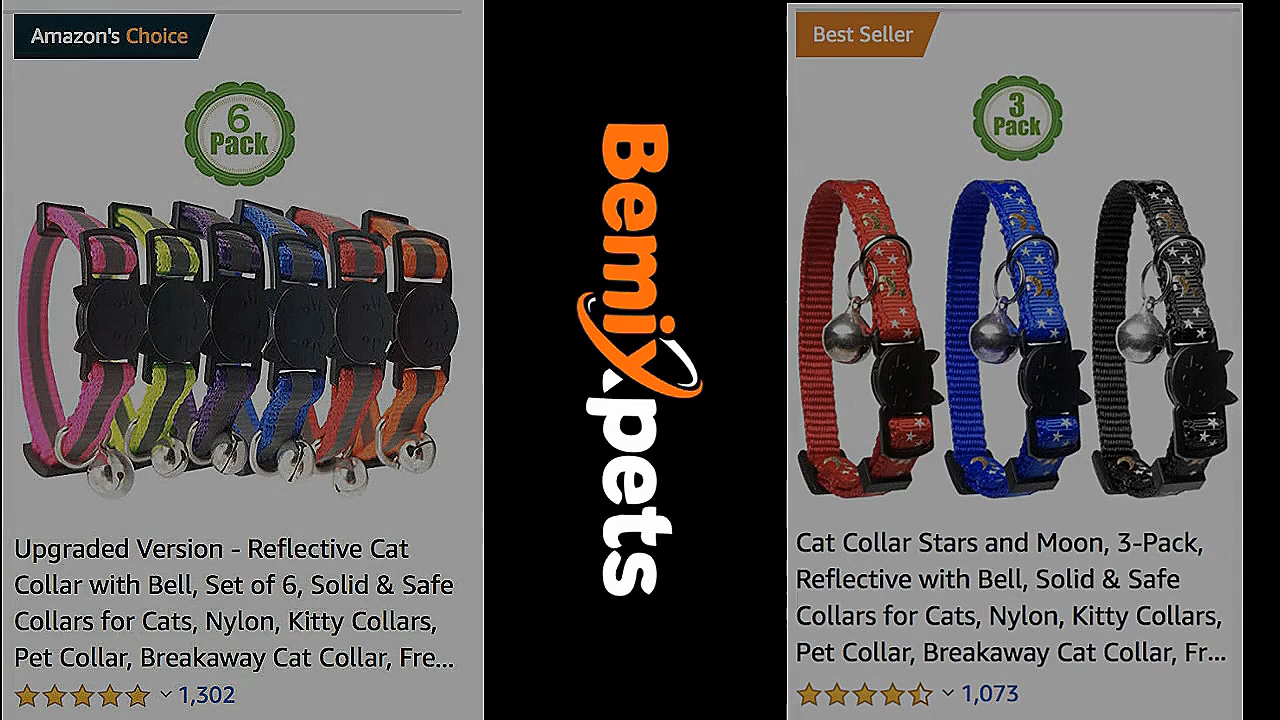 Amazon's Choice
6
Pack
Upgraded Version - Reflective Cat
Collar with Bell, Set of 6, Solid & Safe
Collars for Cats, Nylon, Kitty Collars,
Pet Collar, Breakaway Cat Collar, Fre...
1,302
Bemixpets
Best Seller
3
Pack
Cat Collar Stars and Moon, 3-Pack,
Reflective with Bell, Solid & Safe
Collars for Cats, Nylon, Kitty Collars,
Pet Collar, Breakaway Cat Collar, Fr...
1,073